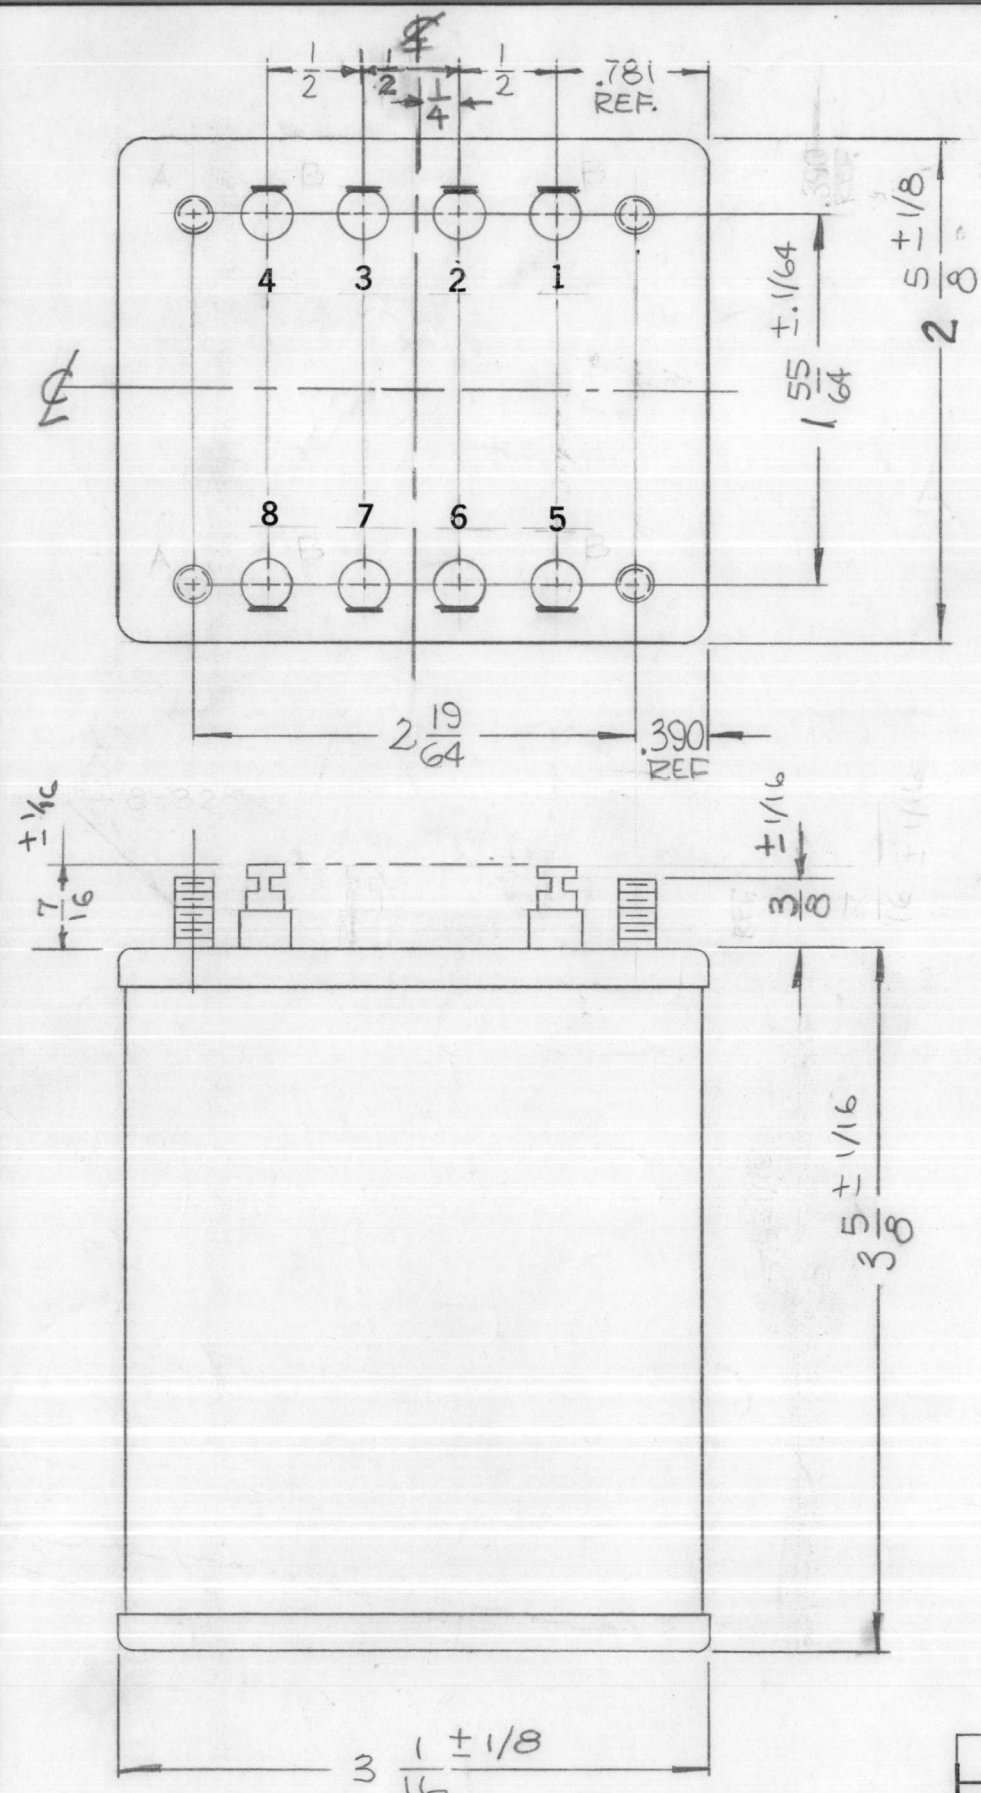 1/2 1/2 1/2 .781
REF.
1/4
4 3 2 1
1 55/64 ±.1/64
2 5/8 ±1/8
8 7 6 5
2 19/64
.390
REF
7/16 ±1/16
3/8 ±1/16
3 5/8 ±1/16
3 1/16 ±1/8